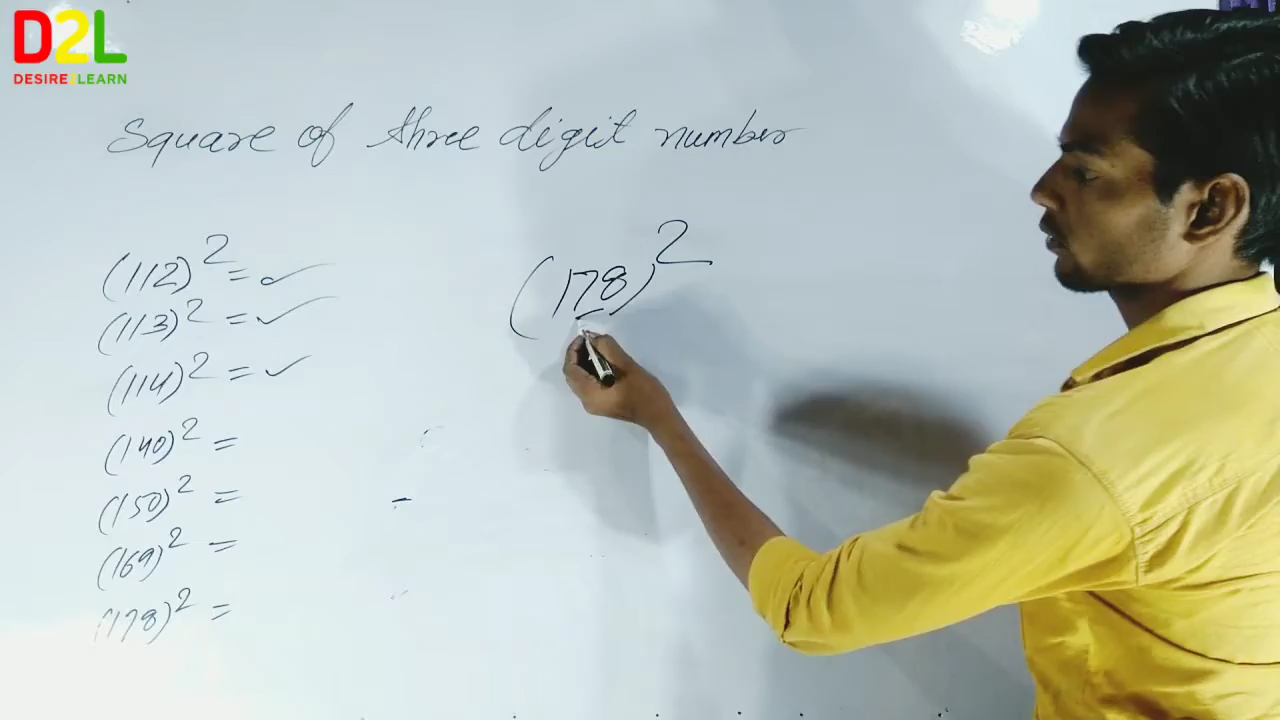 D2L
DESIRE2LEARN
Square of three digit number
(112)² = ✓
(113)² = ✓
(114)² = ✓
(140)² =
(150)² =
(169)² =
(178)² =
(178)²